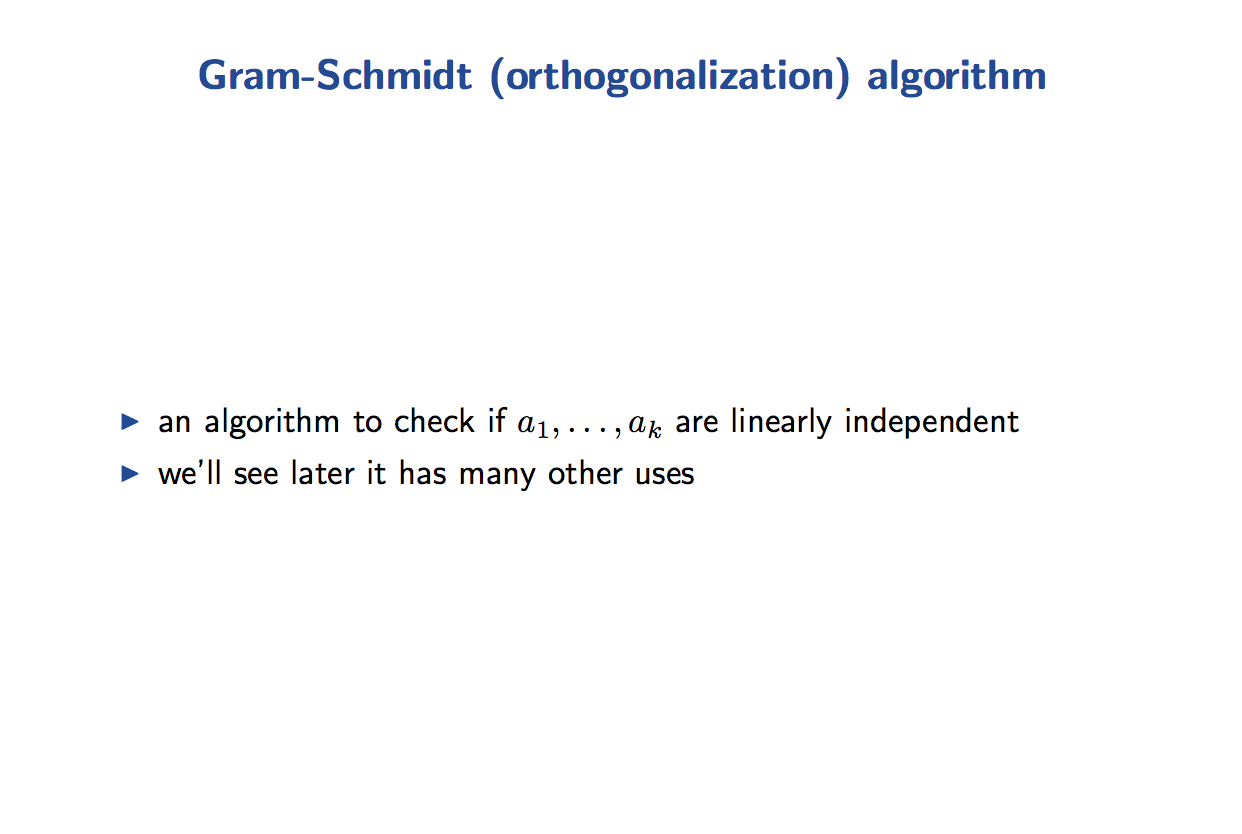 Gram-Schmidt (orthogonalization) algorithm
▶ an algorithm to check if a₁, . . . , aₖ are linearly independent
▶ we'll see later it has many other uses